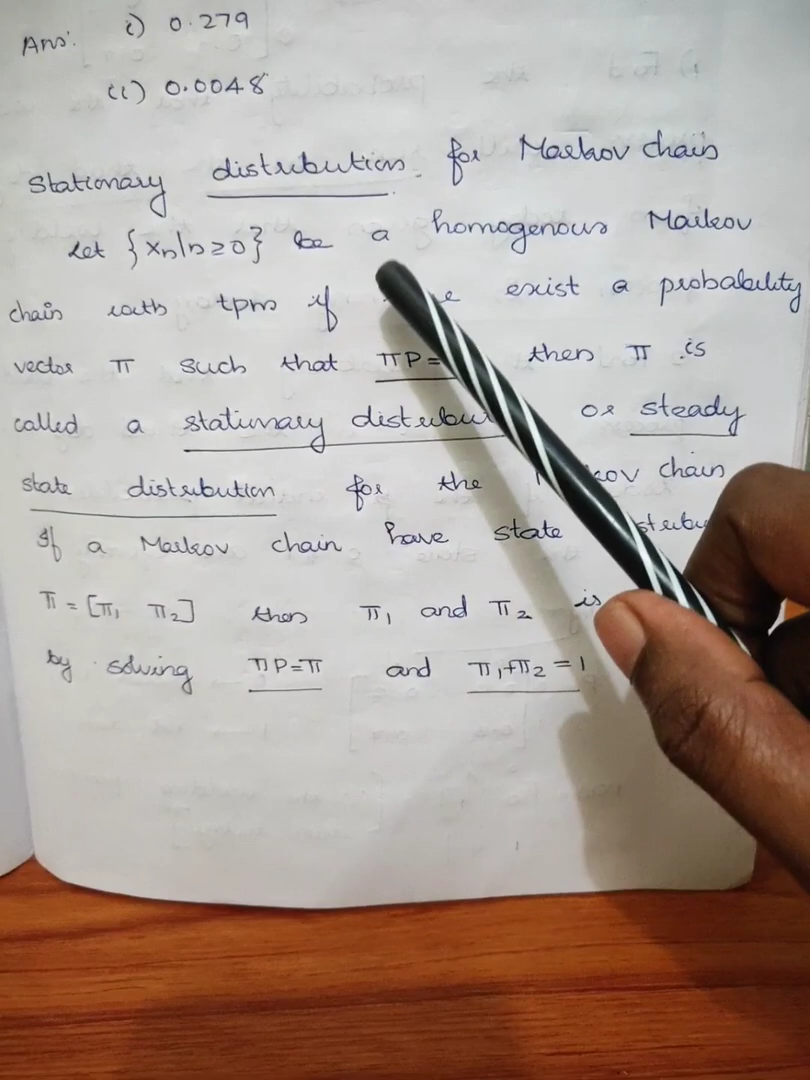 Ans: i) 0.279
(ii) 0.0048
Stationary distribution for Markov chain
Let {Xn|n≥0} be a homogenous Markov
chain with tpm if exist a probability
vector π such that πP= then π is
called a stationary or steady
state distribution for the chain
If a Markov chain have state
π = [π1 π2] then π1 and π2 is
by solving πP=π and π1+π2 = 1